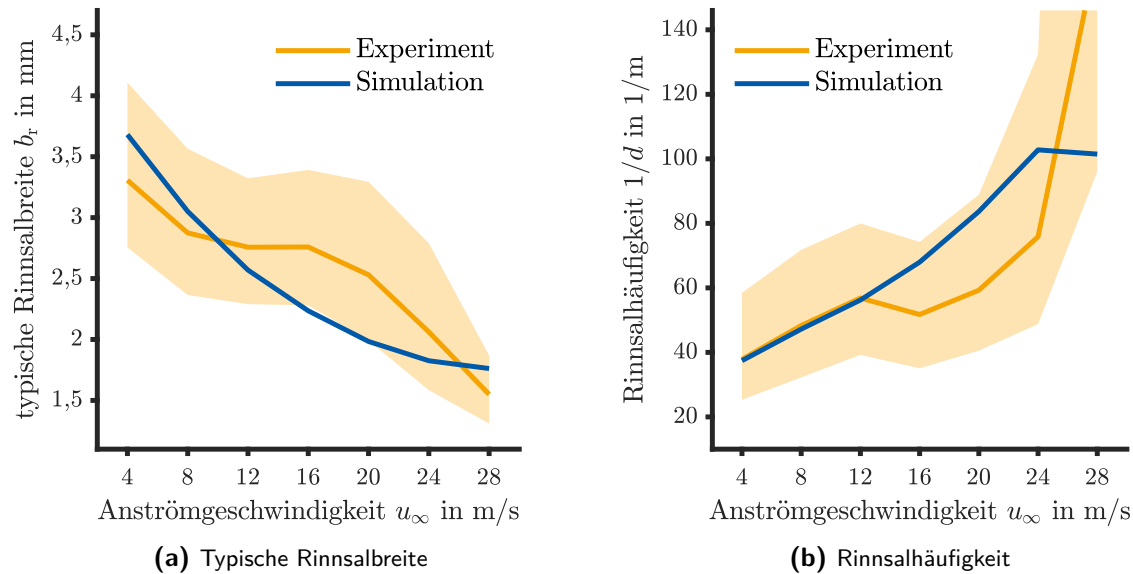 typische Rinnsalbreite b_r in mm
4,5
4
3,5
3
2,5
2
1,5
Experiment
Simulation
4 8 12 16 20 24 28
Anströmgeschwindigkeit u_∞ in m/s
(a) Typische Rinnsalbreite
Rinnsalhäufigkeit 1/d in 1/m
140
120
100
80
60
40
20
Experiment
Simulation
4 8 12 16 20 24 28
Anströmgeschwindigkeit u_∞ in m/s
(b) Rinnsalhäufigkeit